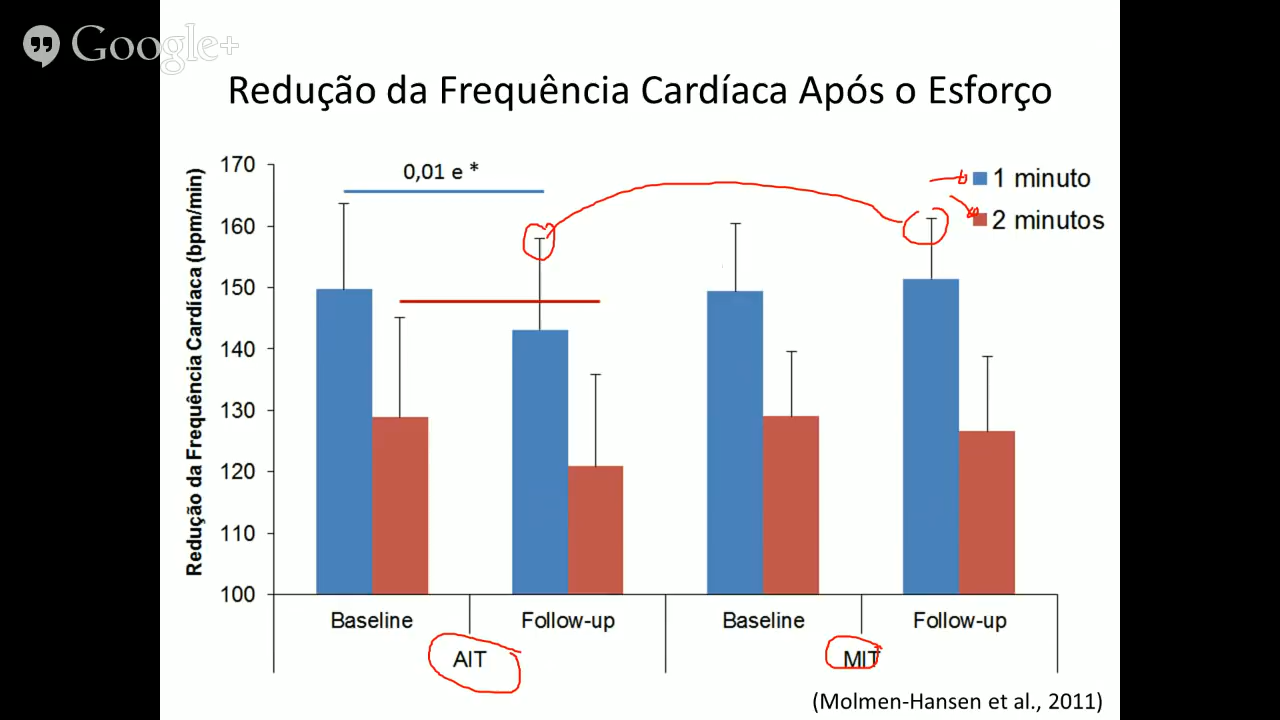 Google+
Redução da Frequência Cardíaca Após o Esforço
Redução da Frequência Cardíaca (bpm/min)
170
160
150
140
130
120
110
100
0,01 e *
1 minuto
2 minutos
Baseline
Follow-up
Baseline
Follow-up
AIT
MIT
(Molmen-Hansen et al., 2011)